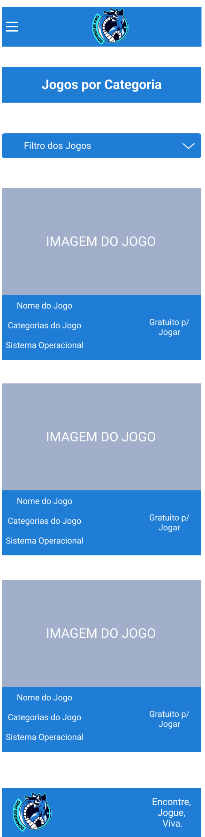 Jogos por Categoria
Filtro dos Jogos
IMAGEM DO JOGO
Nome do Jogo
Categorias do Jogo
Sistema Operacional
Gratuito p/
Jogar
IMAGEM DO JOGO
Nome do Jogo
Categorias do Jogo
Sistema Operacional
Gratuito p/
Jogar
IMAGEM DO JOGO
Nome do Jogo
Categorias do Jogo
Sistema Operacional
Gratuito p/
Jogar
Encontre,
Jogue,
Viva.